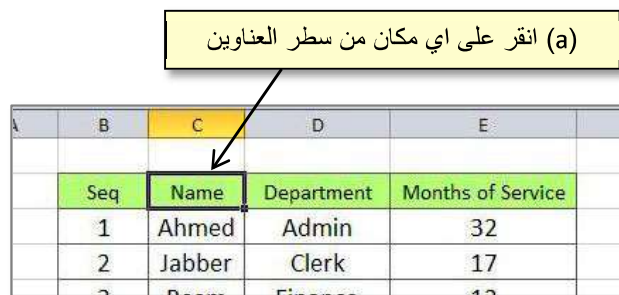 (a) انقر على اي مكان من سطر العناوين
B C D E
Seq Name Department Months of Service
1 Ahmed Admin 32
2 Jabber Clerk 17